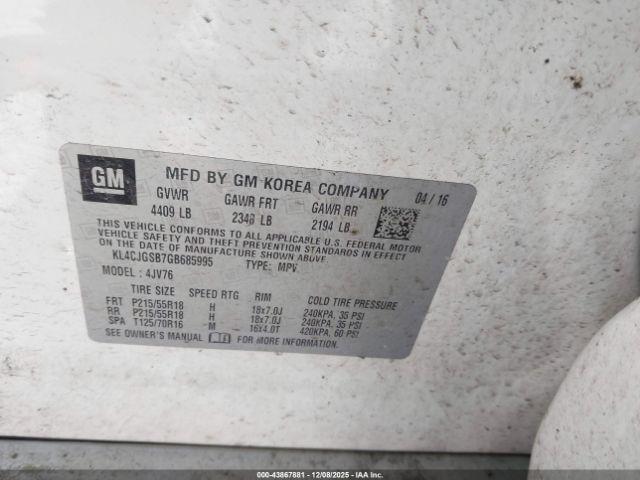 GM
MFD BY GM KOREA COMPANY 04 / 16
GVWR GAWR FRT GAWR RR
4409 LB 2348 LB 2194 LB
THIS VEHICLE CONFORMS TO ALL APPLICABLE U.S. FEDERAL MOTOR
VEHICLE SAFETY, BUMPER, AND THEFT PREVENTION STANDARDS IN EFFECT
ON THE DATE OF MANUFACTURE SHOWN ABOVE.
KL4CJGSB7GB685995 TYPE: MPV
MODEL : 4JV76
TIRE SIZE SPEED RTG RIM COLD TIRE PRESSURE
FRT P215/55R18 H 18x7.0J 240KPA, 35 PSI
RR P215/55R18 H 18x7.0J 240KPA, 35 PSI
SPA T125/70R16 M 16x4.0T 420KPA, 60 PSI
SEE OWNER'S MANUAL FOR MORE INFORMATION.
000-43867881 - 12/08/2025 - IAA Inc.